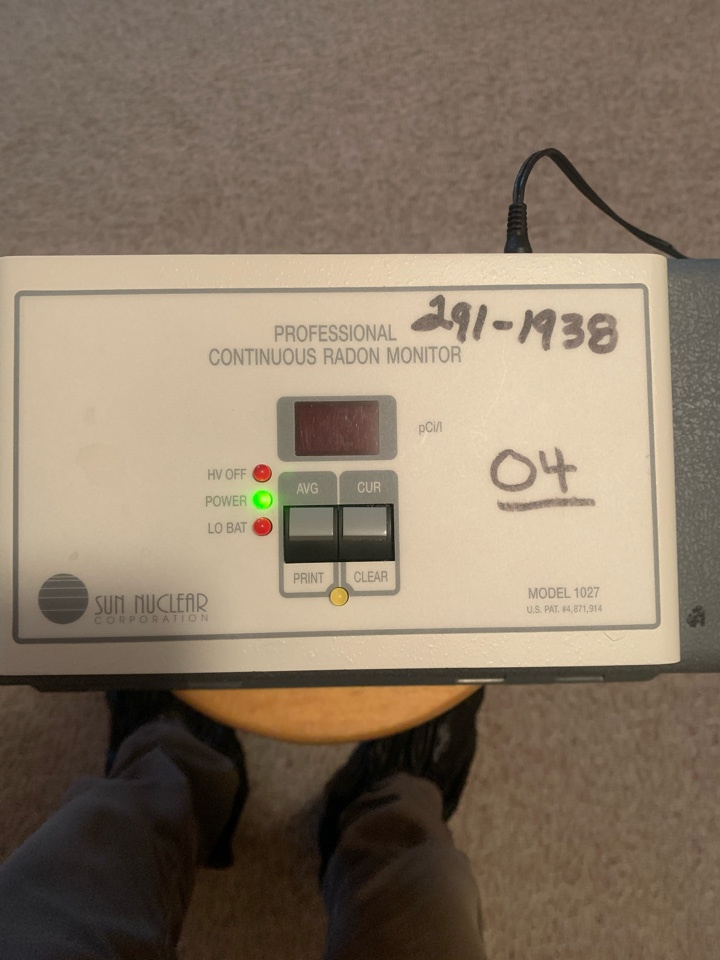 291-1938
PROFESSIONAL
CONTINUOUS RADON MONITOR
pCi/l
04
HV OFF
POWER
LO BAT
AVG
CUR
PRINT
CLEAR
SUN NUCLEAR
CORPORATION
MODEL 1027
U.S. PAT. #4,871,914